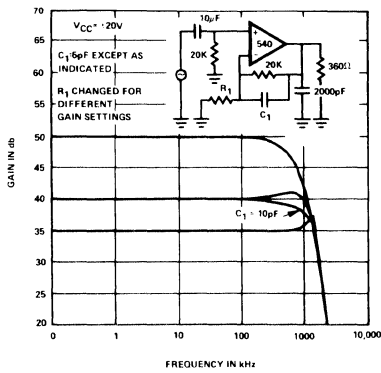 VCC= ·20V
C1·6pF EXCEPT AS
INDICATED
R1 CHANGED FOR
DIFFERENT
GAIN SETTINGS
10μF
20K
+
540
-
20K
R1
C1
360Ω
2000pF
C1 = 10pF
GAIN IN db
70
65
60
55
50
45
40
35
30
25
20
0
1
10
100
1000
10,000
FREQUENCY IN kHz